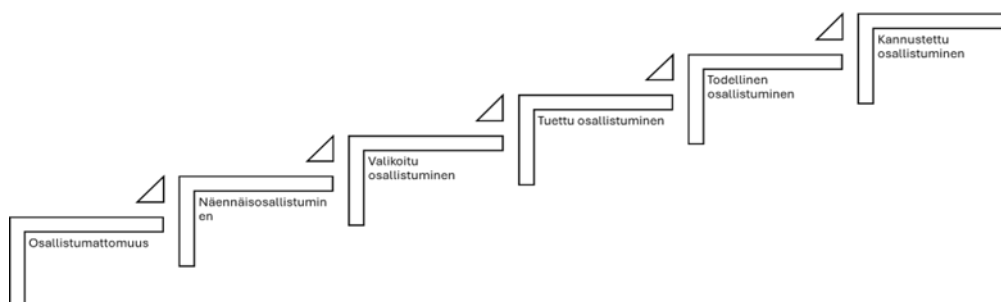 Osallistumattomuus
Näennäisosallistumin
en
Valikoitu
osallistuminen
Tuettu osallistuminen
Todellinen
osallistuminen
Kannustettu
osallistuminen